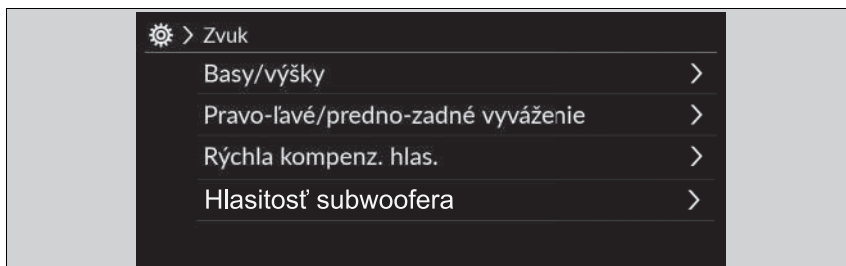 Zvuk
Basy/výšky
Pravo-ľavé/predno-zadné vyváženie
Rýchla kompenz. hlas.
Hlasitosť subwoofera